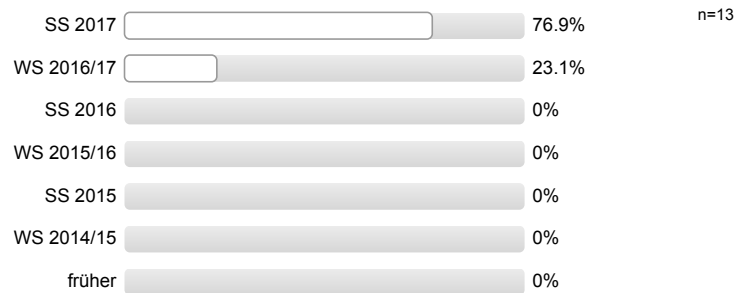 SS 2017 76.9% n=13
WS 2016/17 23.1%
SS 2016 0%
WS 2015/16 0%
SS 2015 0%
WS 2014/15 0%
früher 0%